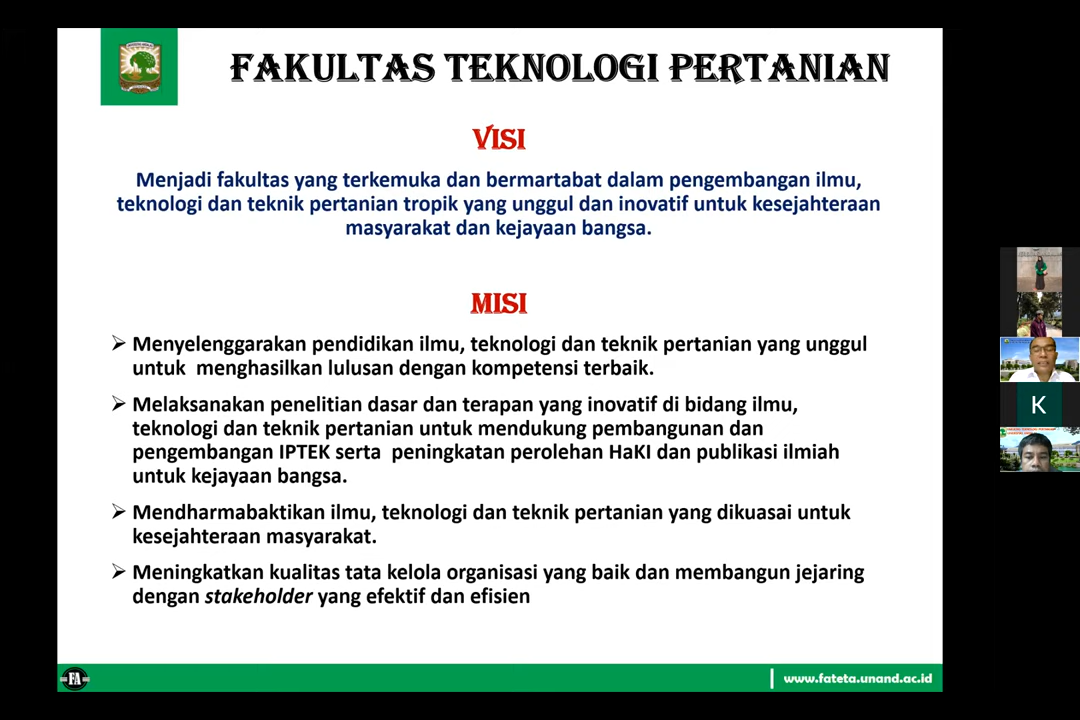 FAKULTAS TEKNOLOGI PERTANIAN
VISI
Menjadi fakultas yang terkemuka dan bermartabat dalam pengembangan ilmu,
teknologi dan teknik pertanian tropik yang unggul dan inovatif untuk kesejahteraan
masyarakat dan kejayaan bangsa.
MISI
➢ Menyelenggarakan pendidikan ilmu, teknologi dan teknik pertanian yang unggul
untuk menghasilkan lulusan dengan kompetensi terbaik.
➢ Melaksanakan penelitian dasar dan terapan yang inovatif di bidang ilmu,
teknologi dan teknik pertanian untuk mendukung pembangunan dan
pengembangan IPTEK serta peningkatan perolehan HaKI dan publikasi ilmiah
untuk kejayaan bangsa.
➢ Mendharmabaktikan ilmu, teknologi dan teknik pertanian yang dikuasai untuk
kesejahteraan masyarakat.
➢ Meningkatkan kualitas tata kelola organisasi yang baik dan membangun jejaring
dengan stakeholder yang efektif dan efisien
K
FA
www.fateta.unand.ac.id